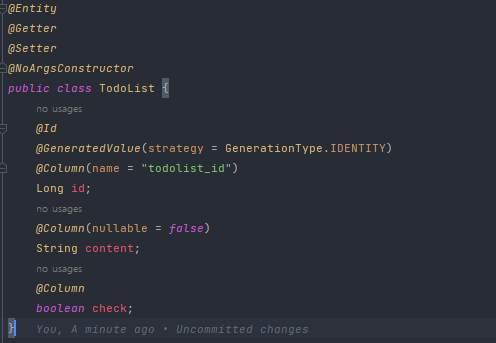 @Entity
@Getter
@Setter
@NoArgsConstructor
public class TodoList {
no usages
@Id
@GeneratedValue(strategy = GenerationType.IDENTITY)
@Column(name = "todolist_id")
Long id;
no usages
@Column(nullable = false)
String content;
no usages
@Column
boolean check;
} You, A minute ago • Uncommitted changes